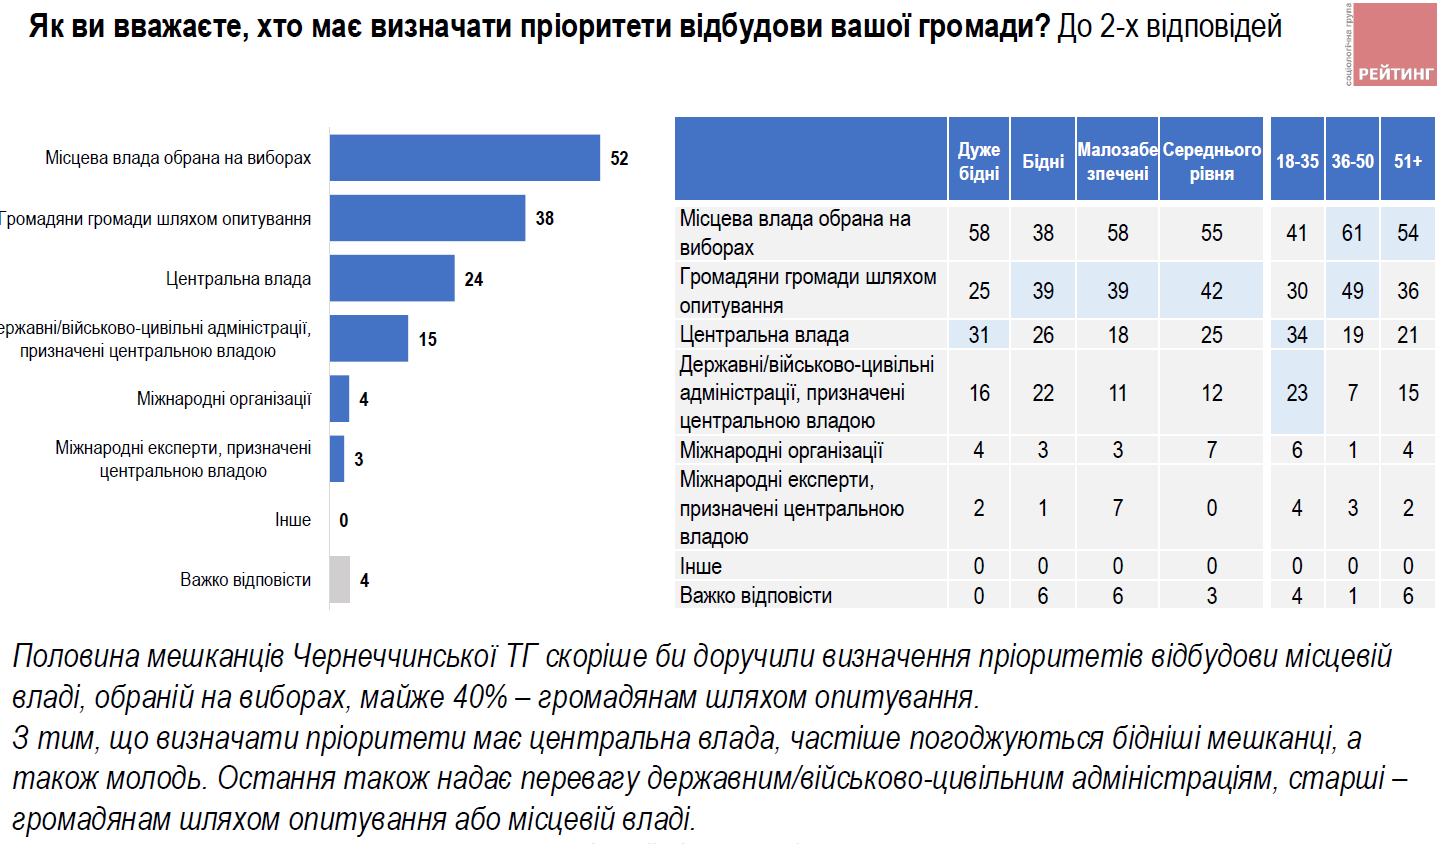 Як ви вважаєте, хто має визначати пріоритети відбудови вашої громади? До 2-х відповідей
соціологічна група
РЕЙТИНГ
Місцева влада обрана на виборах 52
Громадяни громади шляхом опитування 38
Центральна влада 24
ержавні/військово-цивільні адміністрації,
призначені центральною владою 15
Міжнародні організації 4
Міжнародні експерти, призначені
центральною владою 3
Інше 0
Важко відповісти 4
Дуже бідні Бідні Малозабе зпечені Середнього рівня 18-35 36-50 51+
Місцева влада обрана на
виборах 58 38 58 55 41 61 54
Громадяни громади шляхом
опитування 25 39 39 42 30 49 36
Центральна влада 31 26 18 25 34 19 21
Державні/військово-цивільні
адміністрації, призначені
центральною владою 16 22 11 12 23 7 15
Міжнародні організації 4 3 3 7 6 1 4
Міжнародні експерти,
призначені центральною
владою 2 1 7 0 4 3 2
Інше 0 0 0 0 0 0 0
Важко відповісти 0 6 6 3 4 1 6
Половина мешканців Чернеччинської ТГ скоріше би доручили визначення пріоритетів відбудови місцевій
владі, обраній на виборах, майже 40% – громадянам шляхом опитування.
З тим, що визначати пріоритети має центральна влада, частіше погоджуються бідніші мешканці, а
також молодь. Остання також надає перевагу державним/військово-цивільним адміністраціям, старші –
громадянам шляхом опитування або місцевій владі.